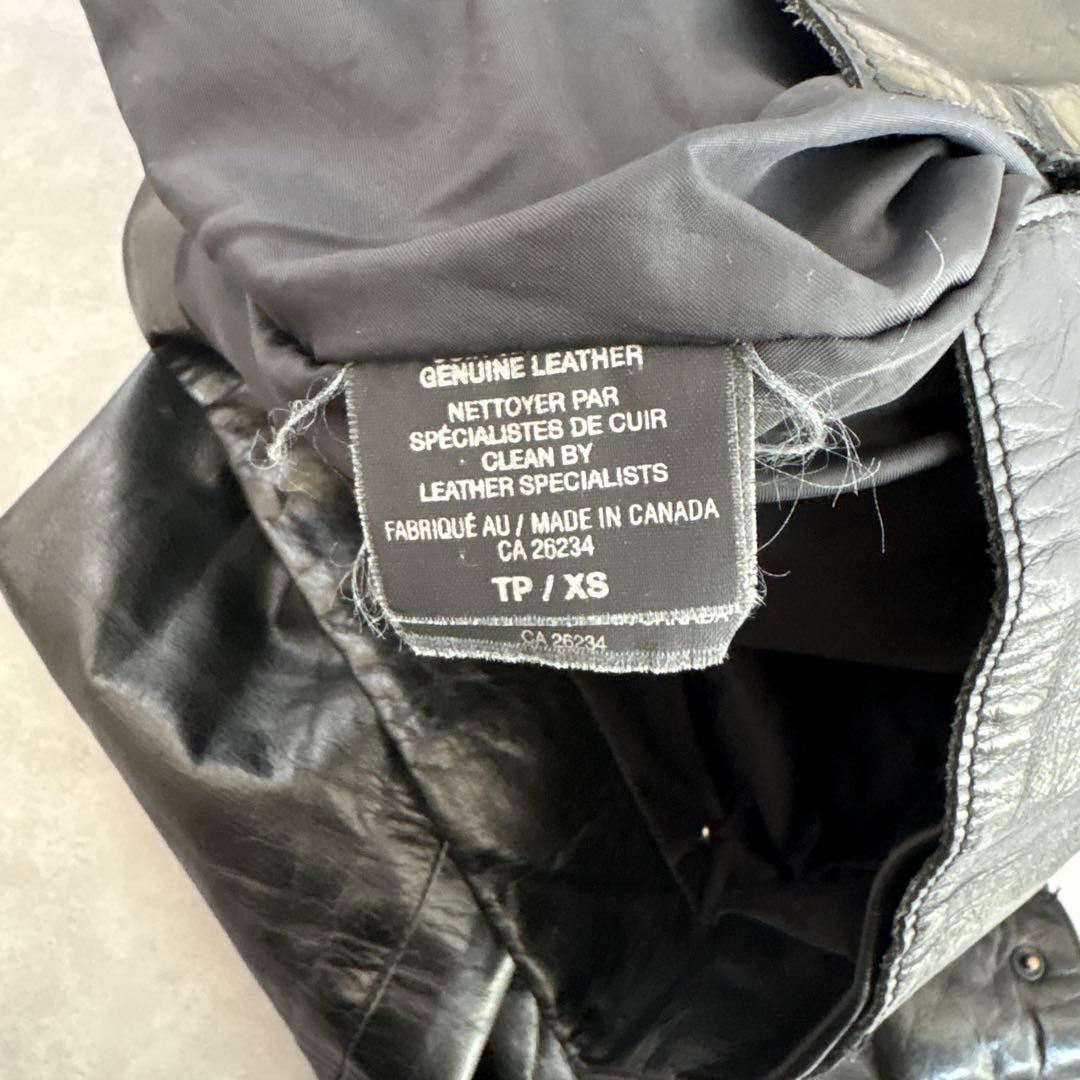 GENUINE LEATHER
NETTOYER PAR
SPÉCIALISTES DE CUIR
CLEAN BY
LEATHER SPECIALISTS
FABRIQUÉ AU / MADE IN CANADA
CA 26234
TP / XS
CANADA
CA 26234